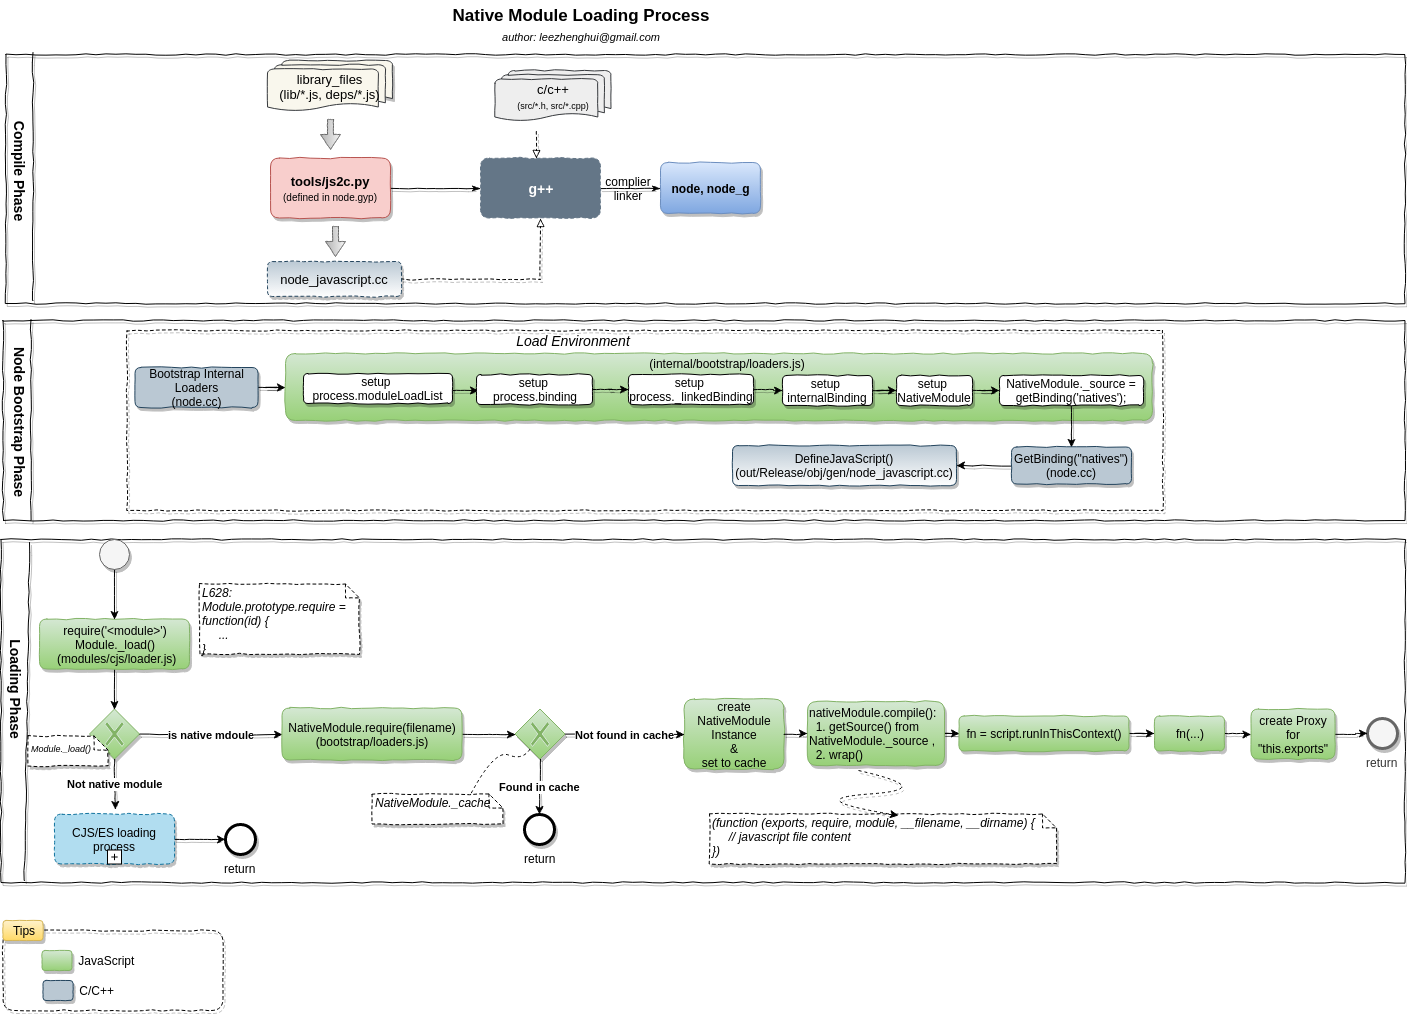 Native Module Loading Process
author: leezhenghui@gmail.com
Compile Phase
library_files
(lib/*.js, deps/*.js)
c/c++
(src/*.h, src/*.cpp)
tools/js2c.py
(defined in node.gyp)
g++
complier
linker
node, node_g
node_javascript.cc
Node Bootstrap Phase
Load Environment
Bootstrap Internal
Loaders
(node.cc)
(internal/bootstrap/loaders.js)
setup
process.moduleLoadList
setup
process.binding
setup
process._linkedBinding
setup
internalBinding
setup
NativeModule
NativeModule._source =
getBinding('natives');
DefineJavaScript()
(out/Release/obj/gen/node_javascript.cc)
GetBinding("natives")
(node.cc)
Loading Phase
L628:
Module.prototype.require =
function(id) {
...
}
require('<module>')
Module._load()
(modules/cjs/loader.js)
Module._load()
is native mdoule
Not native module
CJS/ES loading
process
+
return
NativeModule.require(filename)
(bootstrap/loaders.js)
NativeModule._cache
Found in cache
return
Not found in cache
create
NativeModule
Instance
&
set to cache
nativeModule.compile():
1. getSource() from
NativeModule._source ,
2. wrap()
fn = script.runInThisContext()
fn(...)
create Proxy
for
"this.exports"
return
(function (exports, require, module, __filename, __dirname) {
// javascript file content
})
Tips
JavaScript
C/C++